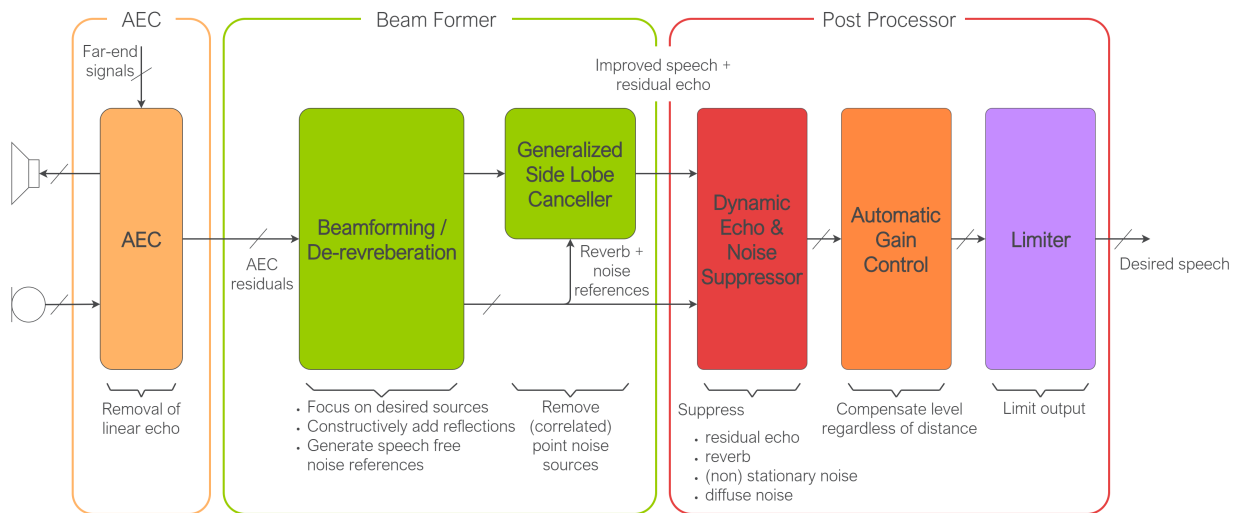 AEC
Beam Former
Post Processor
Far-end
signals
Improved speech +
residual echo
AEC
Beamforming /
De-revreberation
Generalized
Side Lobe
Canceller
Dynamic
Echo &
Noise
Suppressor
Automatic
Gain
Control
Limiter
AEC
residuals
Reverb +
noise
references
Desired speech
Removal of
linear echo
• Focus on desired sources
• Constructively add reflections
• Generate speech free
noise references
Remove
(correlated)
point noise
sources
Suppress
• residual echo
• reverb
• (non) stationary noise
• diffuse noise
Compensate level
regardless of distance
Limit output